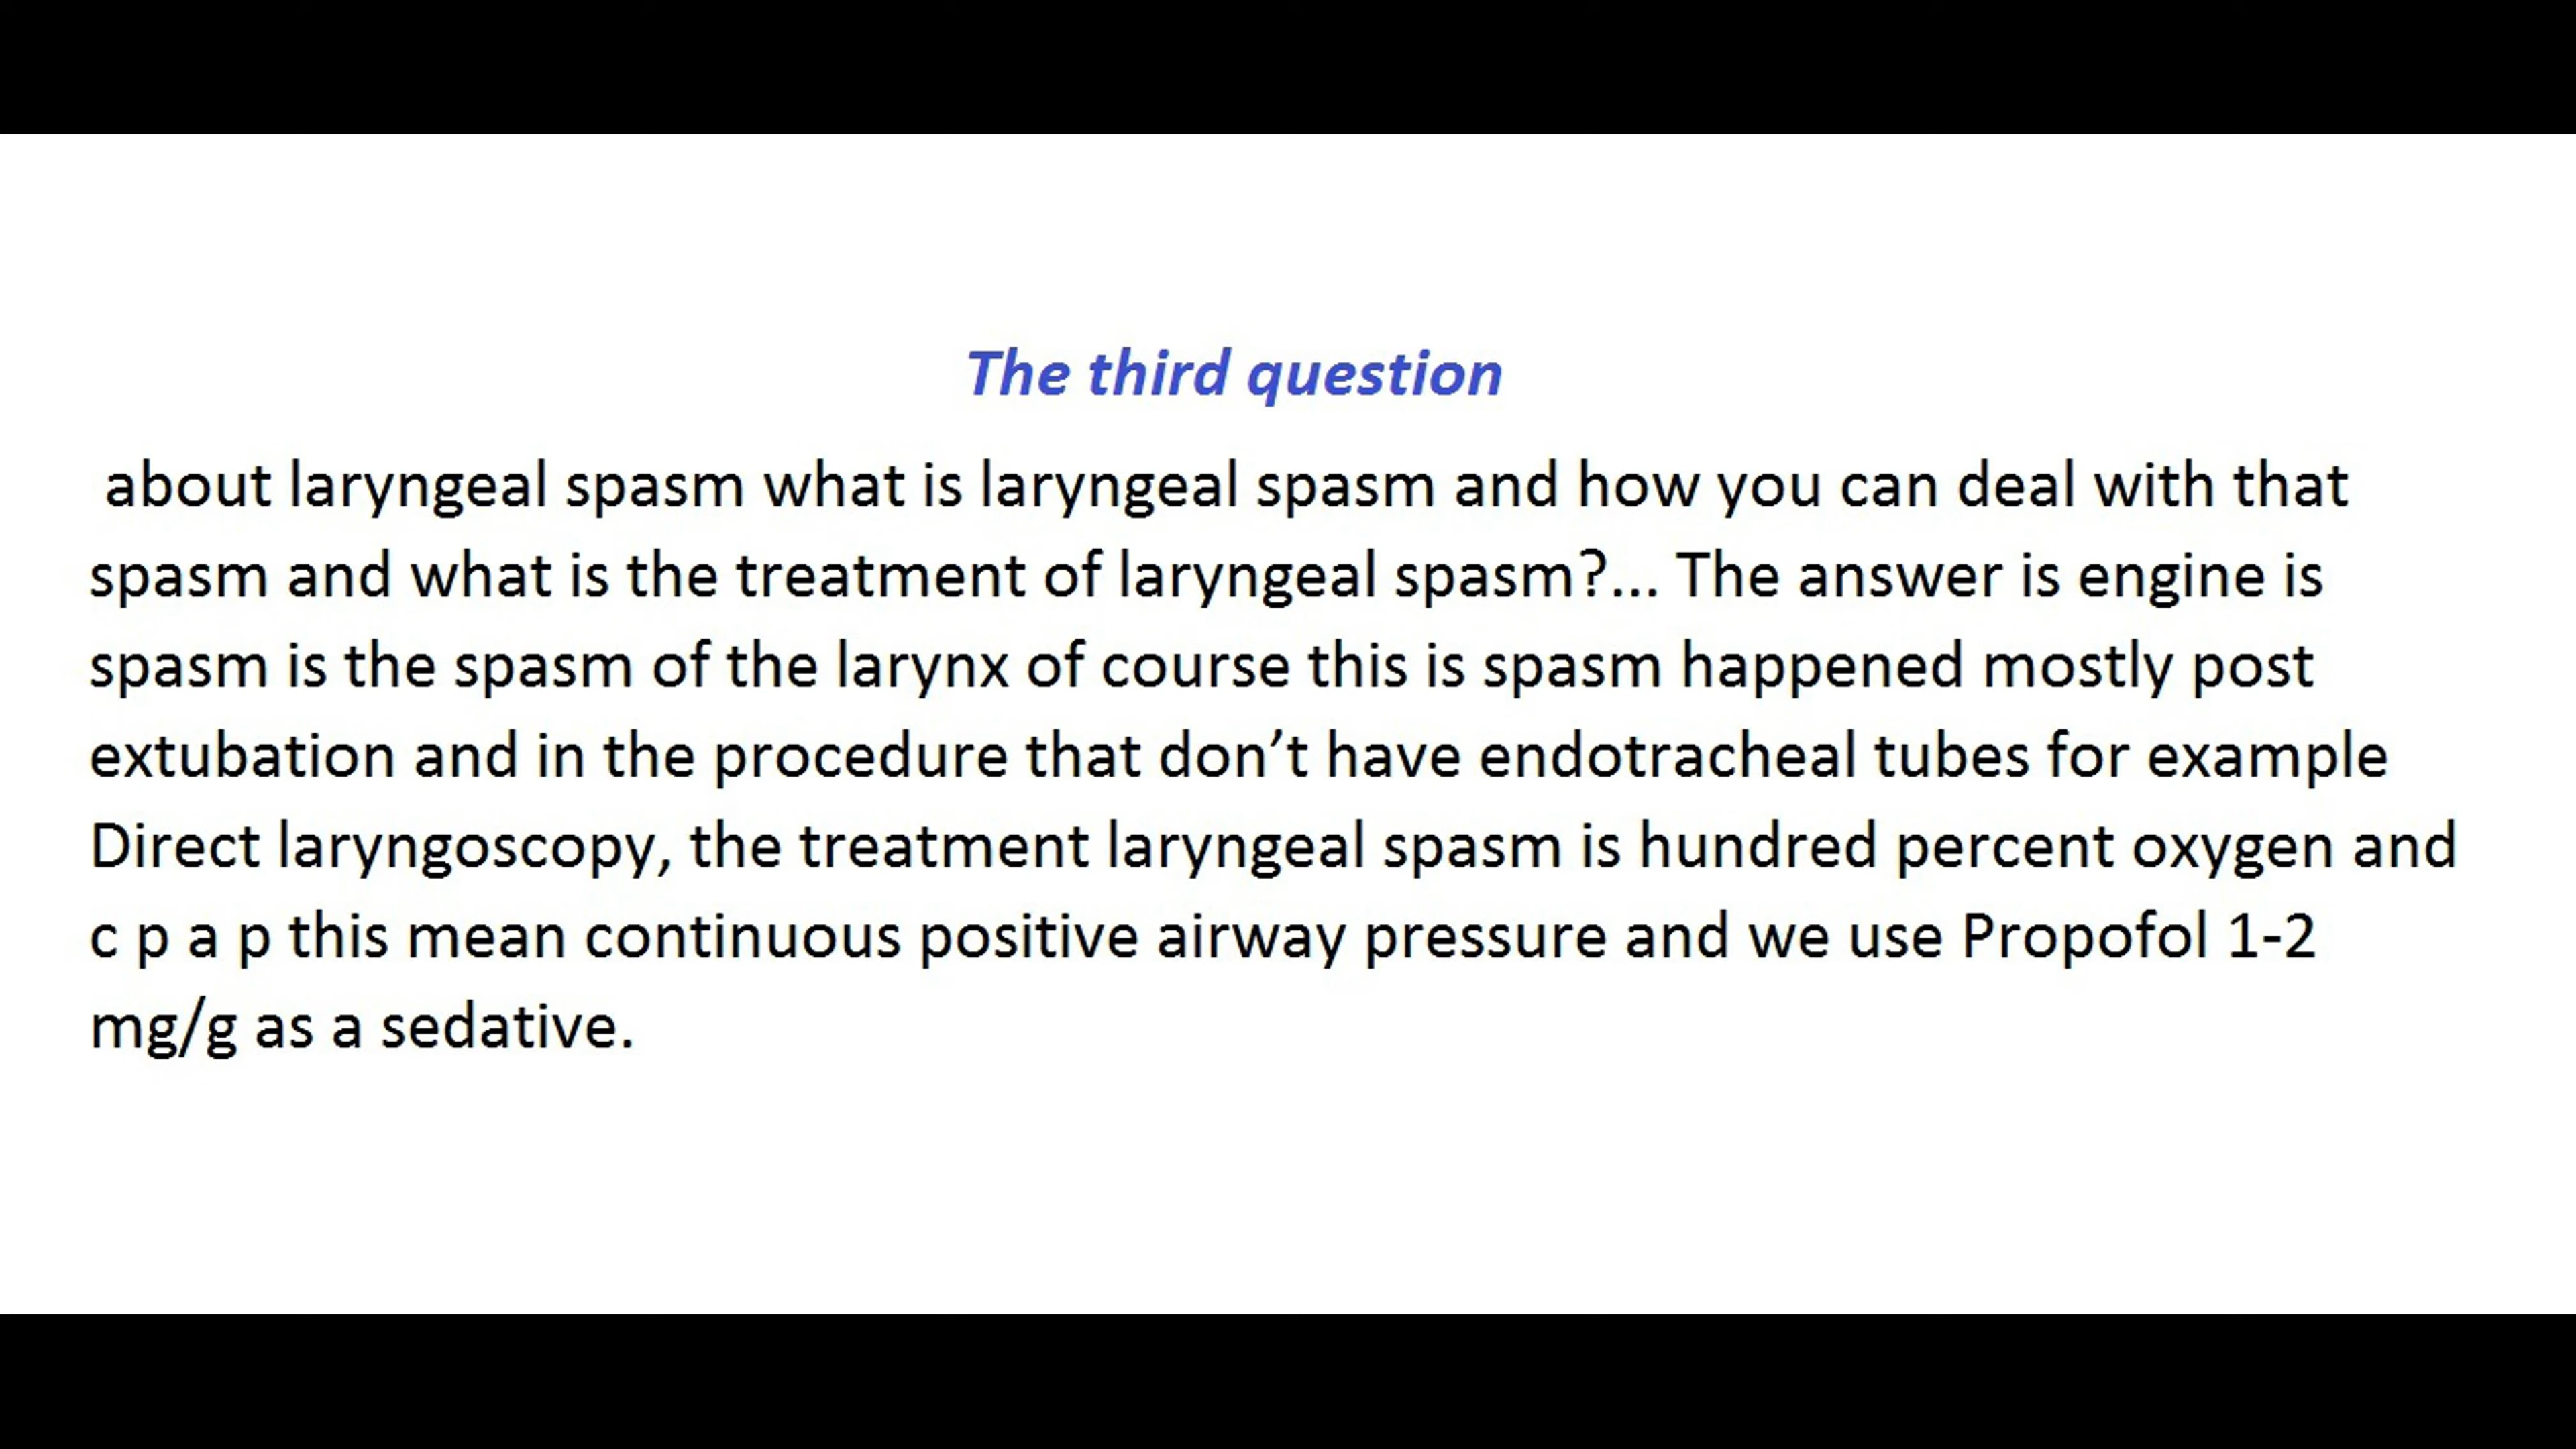 The third question
about laryngeal spasm what is laryngeal spasm and how you can deal with that
spasm and what is the treatment of laryngeal spasm?... The answer is engine is
spasm is the spasm of the larynx of course this is spasm happened mostly post
extubation and in the procedure that don’t have endotracheal tubes for example
Direct laryngoscopy, the treatment laryngeal spasm is hundred percent oxygen and
c p a p this mean continuous positive airway pressure and we use Propofol 1-2
mg/g as a sedative.